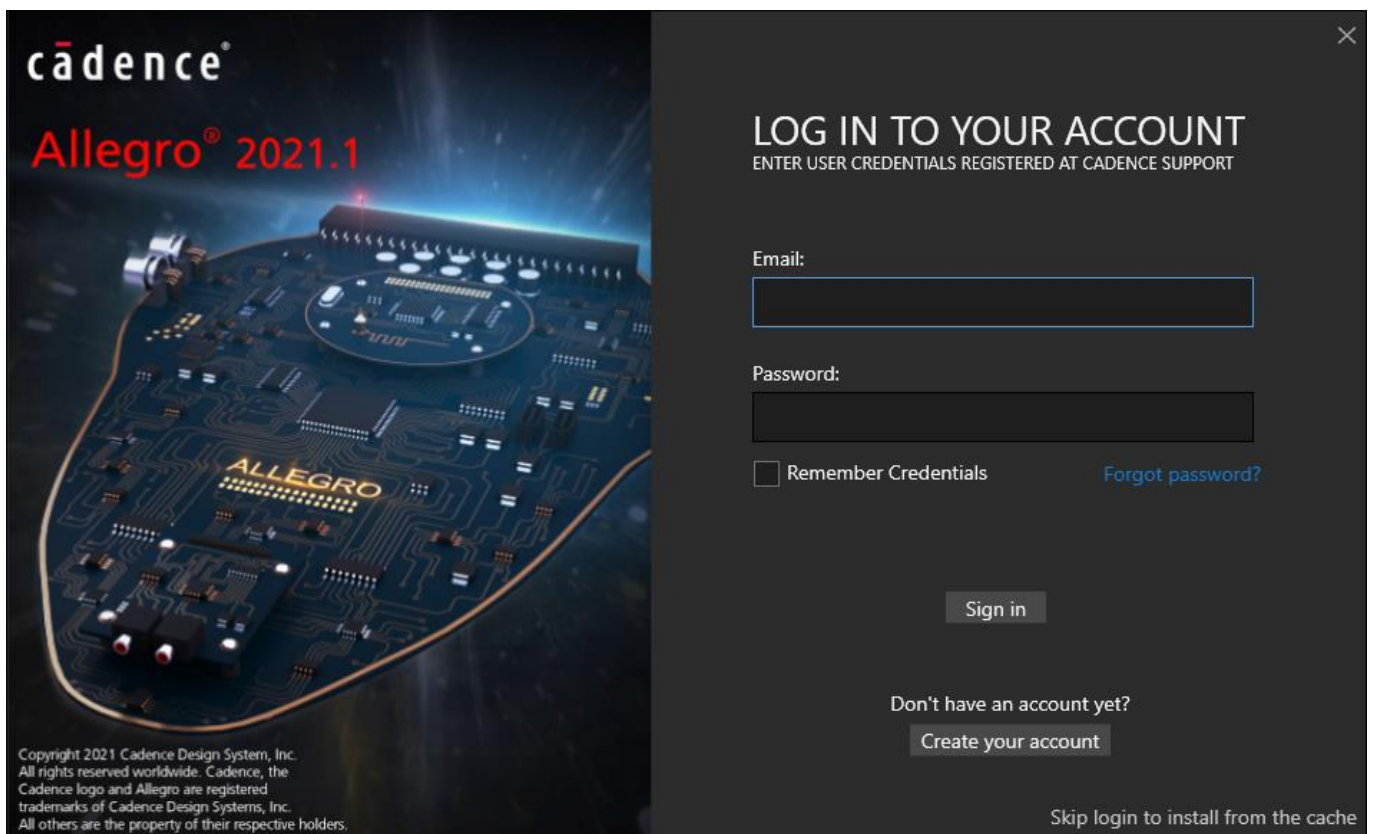 cādence®
Allegro® 2021.1
ALLEGRO
Copyright 2021 Cadence Design System, Inc.
All rights reserved worldwide. Cadence, the
Cadence logo and Allegro are registered
trademarks of Cadence Design Systems, Inc.
All others are the property of their respective holders.
LOG IN TO YOUR ACCOUNT
ENTER USER CREDENTIALS REGISTERED AT CADENCE SUPPORT
Email:
Password:
Remember Credentials
Forgot password?
Sign in
Don't have an account yet?
Create your account
Skip login to install from the cache